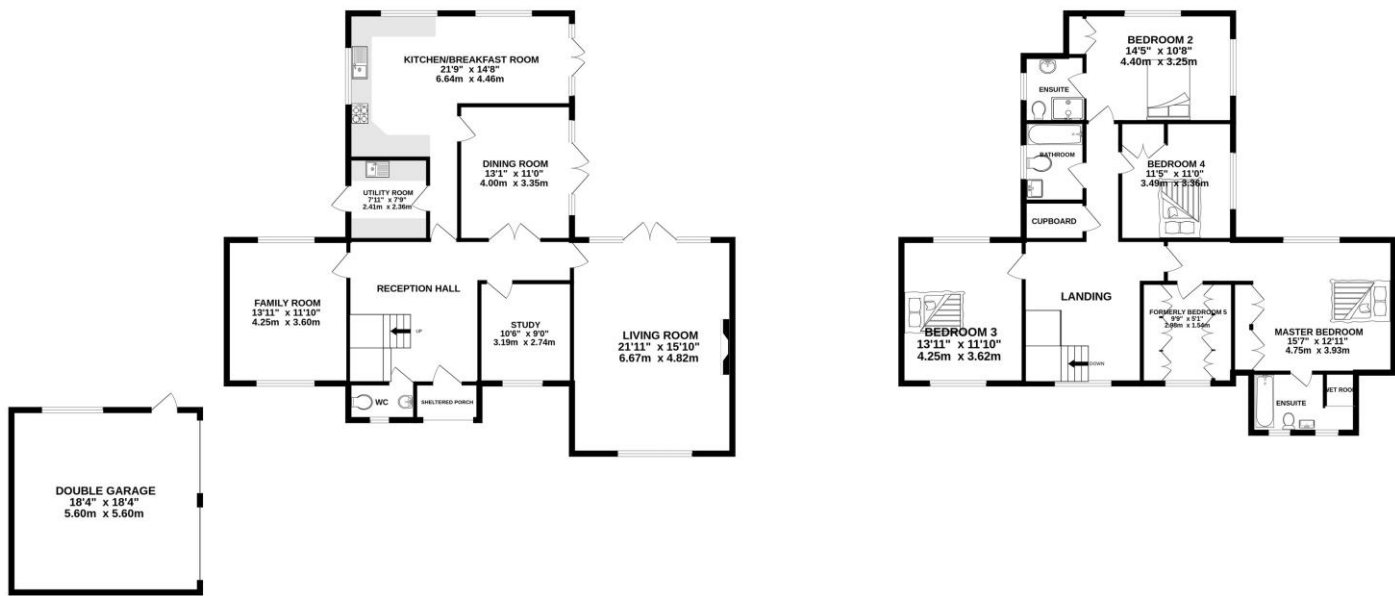 KITCHEN/BREAKFAST ROOM
21'9" x 14'8"
6.64m x 4.46m
DINING ROOM
13'1" x 11'0"
4.00m x 3.35m
UTILITY ROOM
7'11" x 7'9"
2.41m x 2.36m
FAMILY ROOM
13'11" x 11'10"
4.25m x 3.60m
RECEPTION HALL
UP
STUDY
10'6" x 9'0"
3.19m x 2.74m
LIVING ROOM
21'11" x 15'10"
6.67m x 4.82m
WC
SHELTERED PORCH
DOUBLE GARAGE
18'4" x 18'4"
5.60m x 5.60m
BEDROOM 2
14'5" x 10'8"
4.40m x 3.25m
ENSUITE
BATHROOM
BEDROOM 4
11'5" x 11'0"
3.49m x 3.36m
CUPBOARD
LANDING
DOWN
BEDROOM 3
13'11" x 11'10"
4.25m x 3.62m
FORMERLY BEDROOM 5
9'9" x 5'1"
2.98m x 1.54m
MASTER BEDROOM
15'7" x 12'11"
4.75m x 3.93m
ENSUITE
WET ROOM